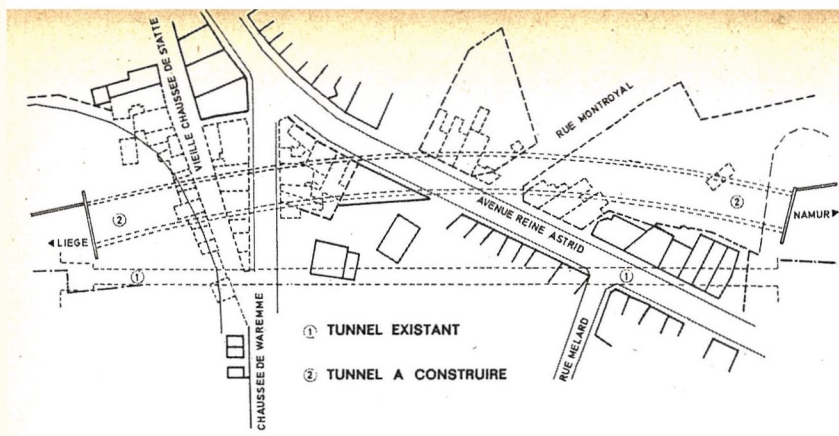 VIEILLE CHAUSSEE DE STATTE
RUE MONTROYAL
②
②
◄LIEGE
AVENUE REINE ASTRID
NAMUR►
①
①
① TUNNEL EXISTANT
② TUNNEL A CONSTRUIRE
CHAUSSEE DE WAREMME
RUE MELARD